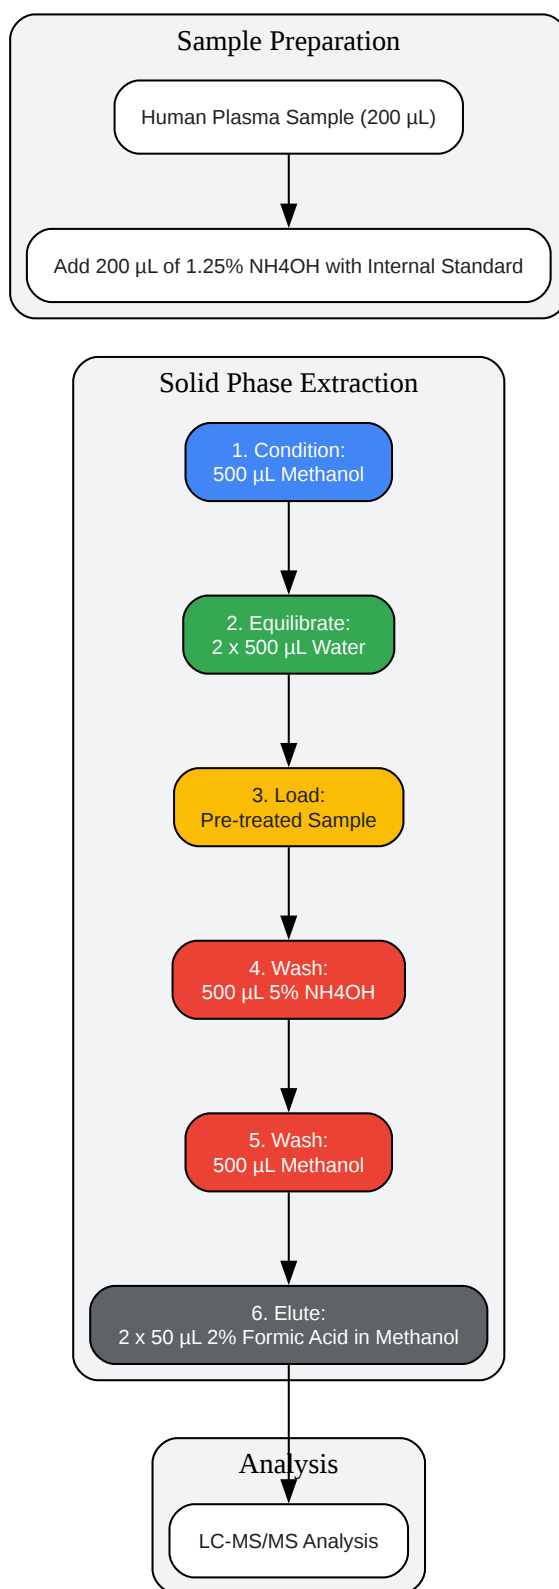 Sample Preparation
Human Plasma Sample (200 µL)
Add 200 µL of 1.25% NH4OH with Internal Standard
Solid Phase Extraction
1. Condition:
500 µL Methanol
2. Equilibrate:
2 x 500 µL Water
3. Load:
Pre-treated Sample
4. Wash:
500 µL 5% NH4OH
5. Wash:
500 µL Methanol
6. Elute:
2 x 50 µL 2% Formic Acid in Methanol
Analysis
LC-MS/MS Analysis